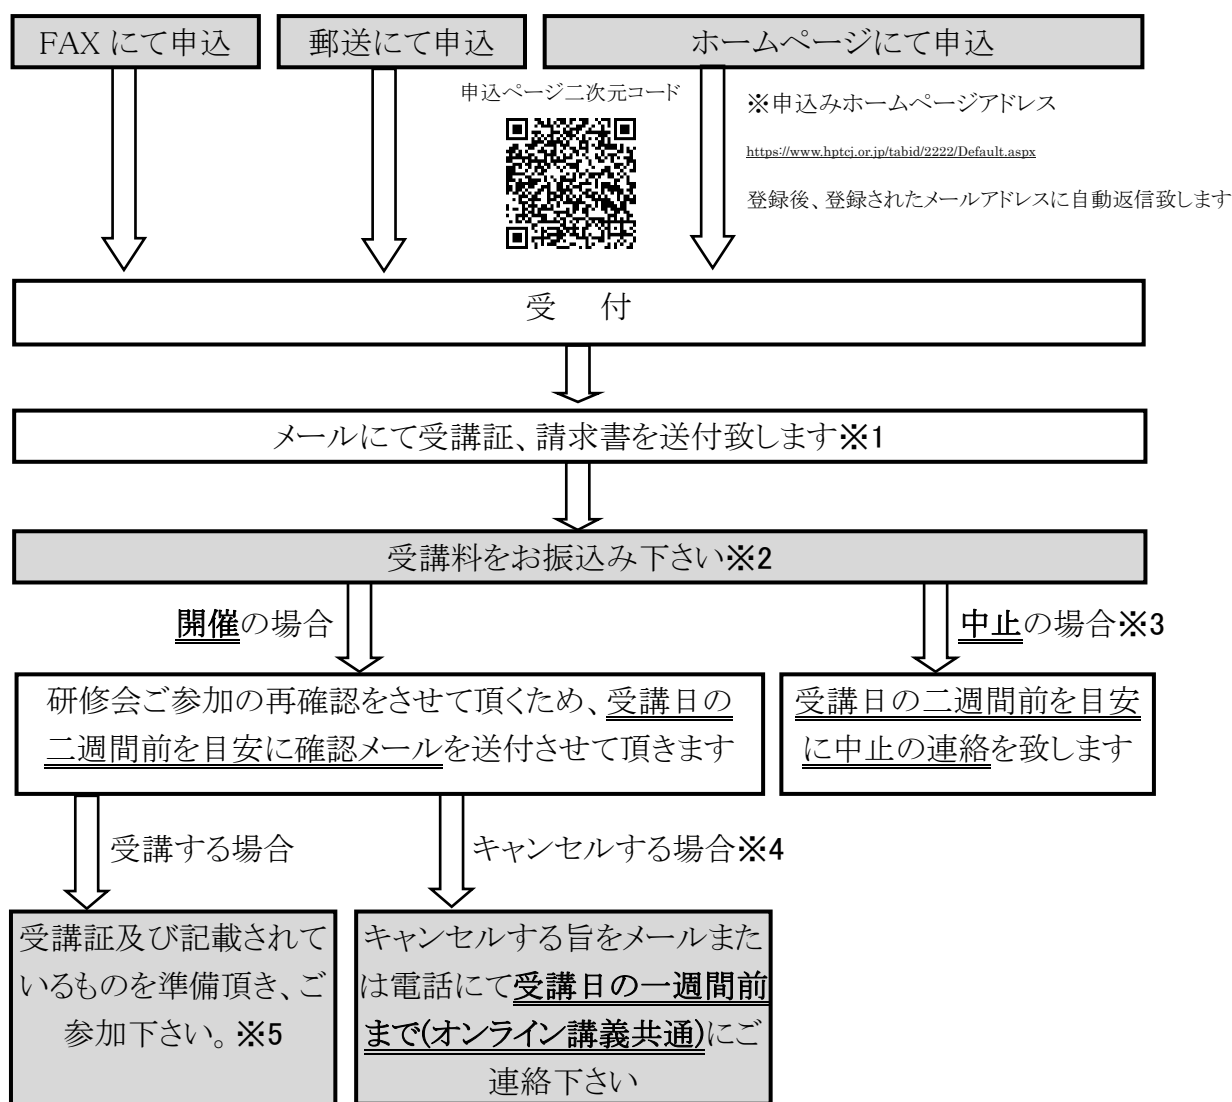 FAX にて申込
郵送にて申込
ホームページにて申込
申込ページ二次元コード
※申込みホームページアドレス
https://www.hptcj.or.jp/tabid/2222/Default.aspx
登録後、登録されたメールアドレスに自動返信致します
受　付
メールにて受講証、請求書を送付致します※1
受講料をお振込み下さい※2
開催の場合
中止の場合※3
研修会ご参加の再確認をさせて頂くため、受講日の
二週間前を目安に確認メールを送付させて頂きます
受講日の二週間前を目安
に中止の連絡を致します
受講する場合
キャンセルする場合※4
受講証及び記載されて
いるものを準備頂き、ご
参加下さい。※5
キャンセルする旨をメールまた
は電話にて受講日の一週間前
まで(オンライン講義共通)にご
連絡下さい